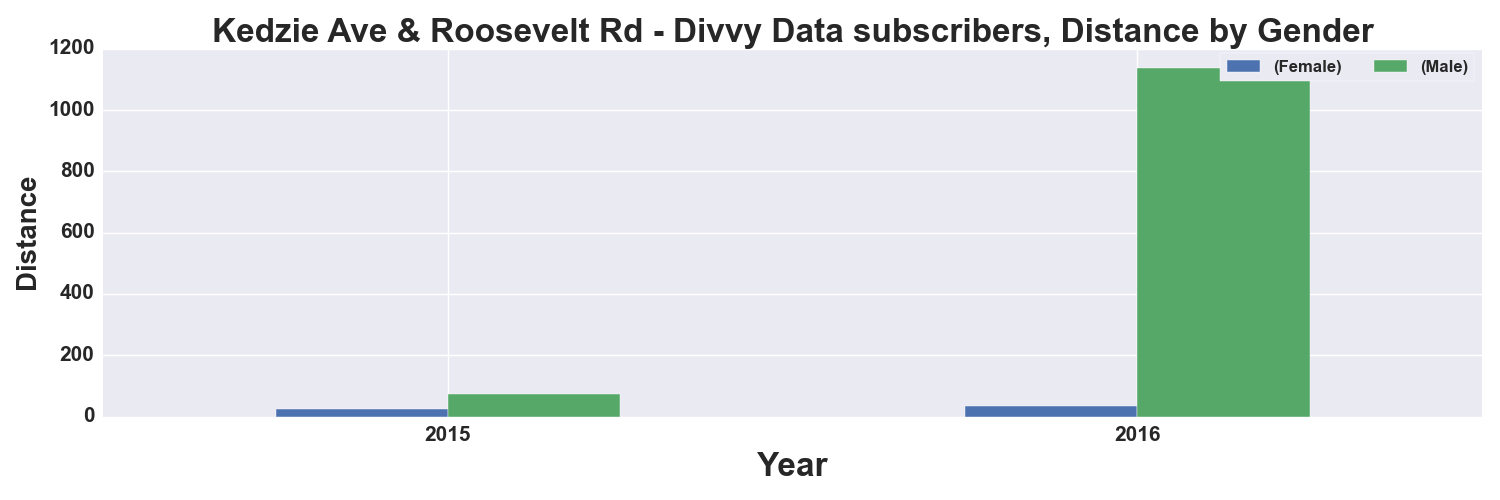 Kedzie Ave & Roosevelt Rd - Divvy Data subscribers, Distance by Gender
(Female) (Male)
1200
1000
800
600
400
200
0
Distance
2015 2016
Year